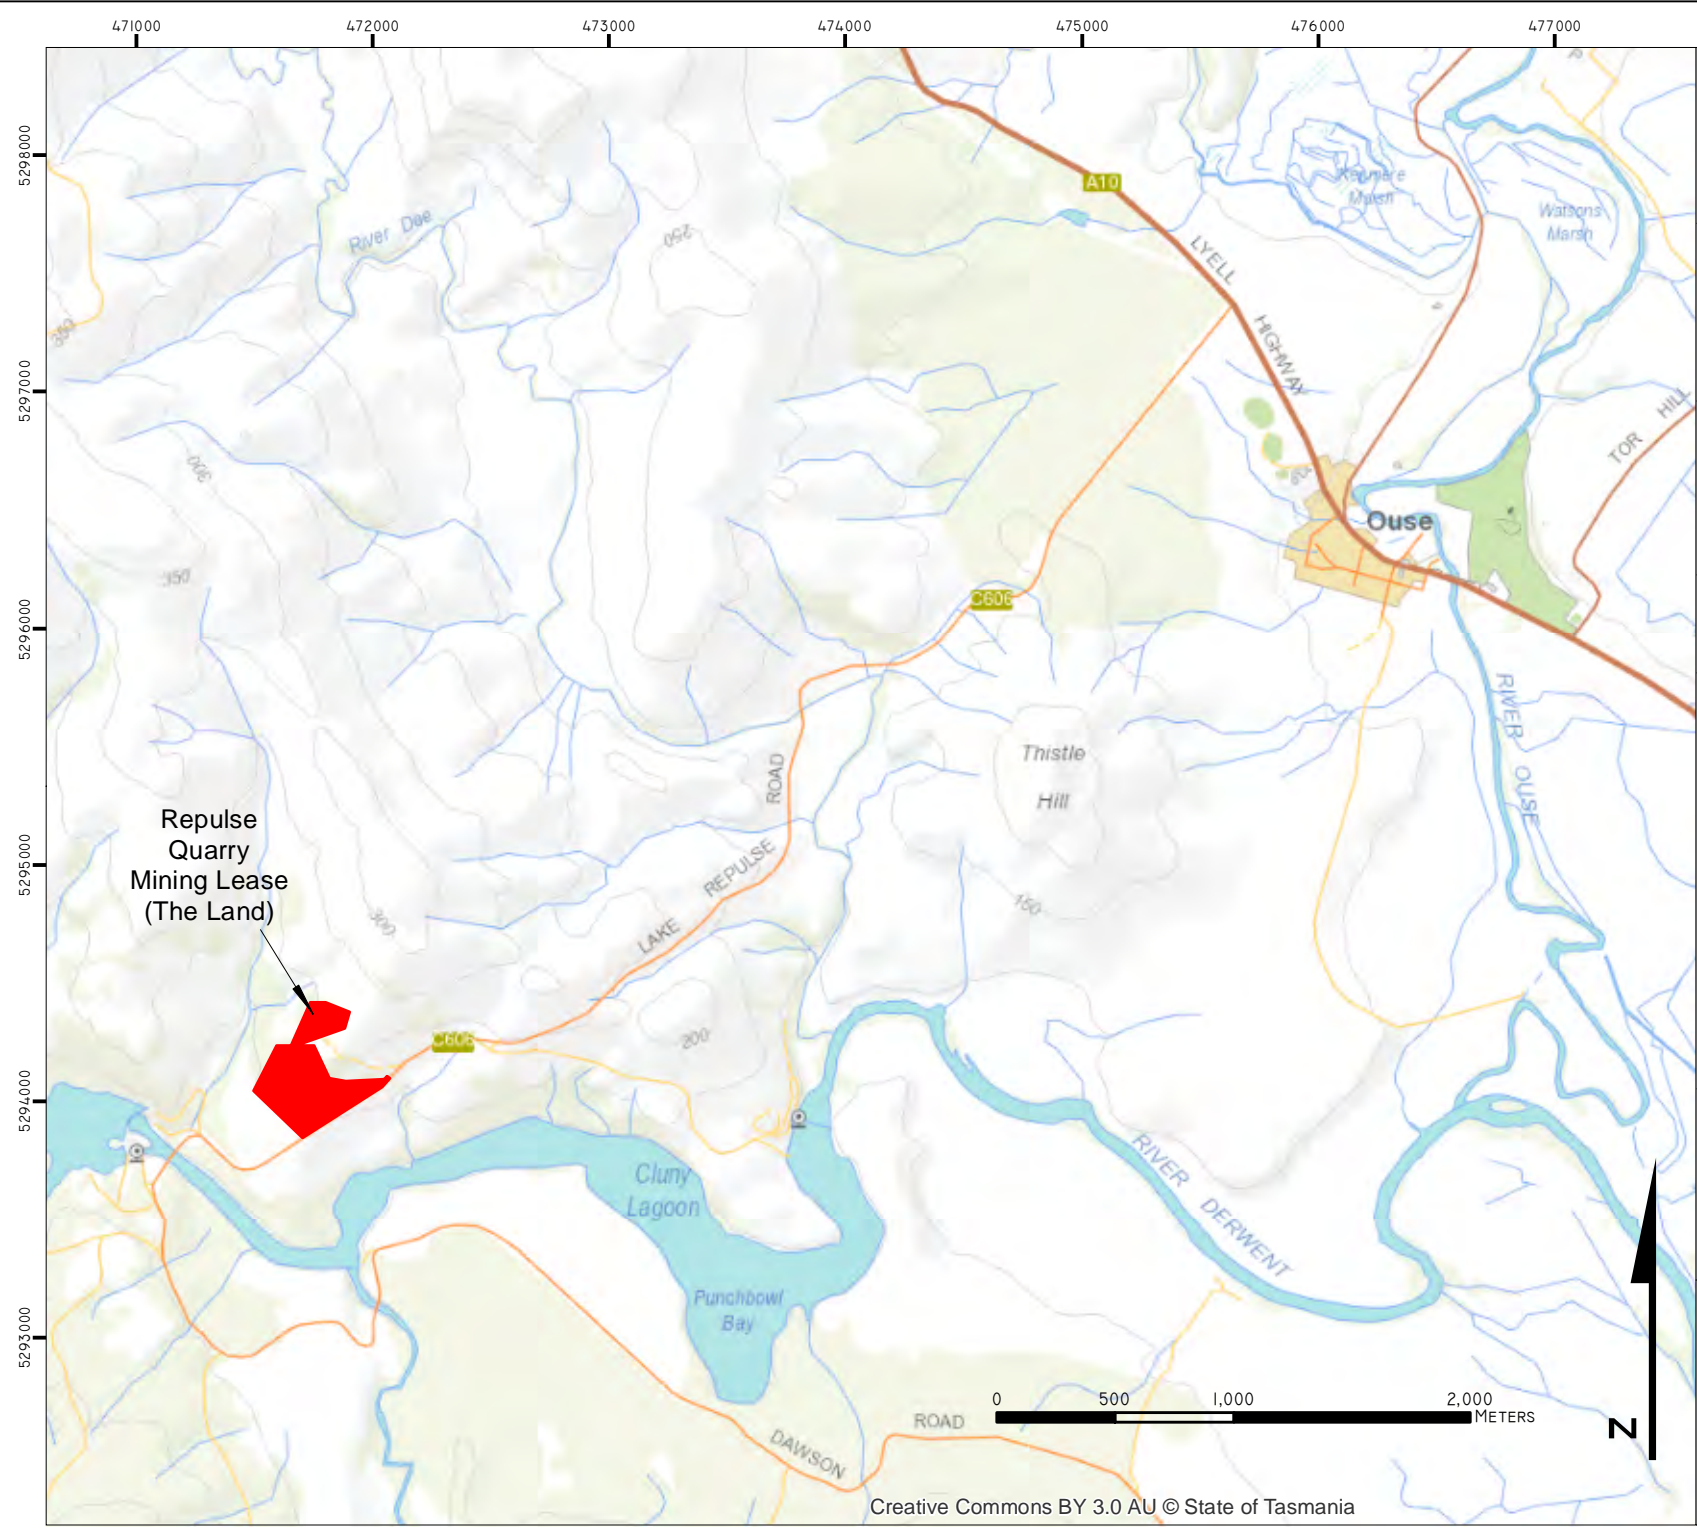 471000 472000 473000 474000 475000 476000 477000
5298000
5297000
5296000
5295000
5294000
5293000
A10
River Dee
250
Kenmere
Marsh
Watsons
Marsh
LYELL
HIGHWAY
350
300
TOR HILL
Ouse
350
C606
RIVER OUSE
Thistle
Hill
ROAD
REPULSE
LAKE
Repulse
Quarry
Mining Lease
(The Land)
300
150
200
C606
Cluny
Lagoon
RIVER DERWENT
Punchbowl
Bay
0 500 1,000 2,000
METERS
ROAD
DAWSON
N
Creative Commons BY 3.0 AU © State of Tasmania